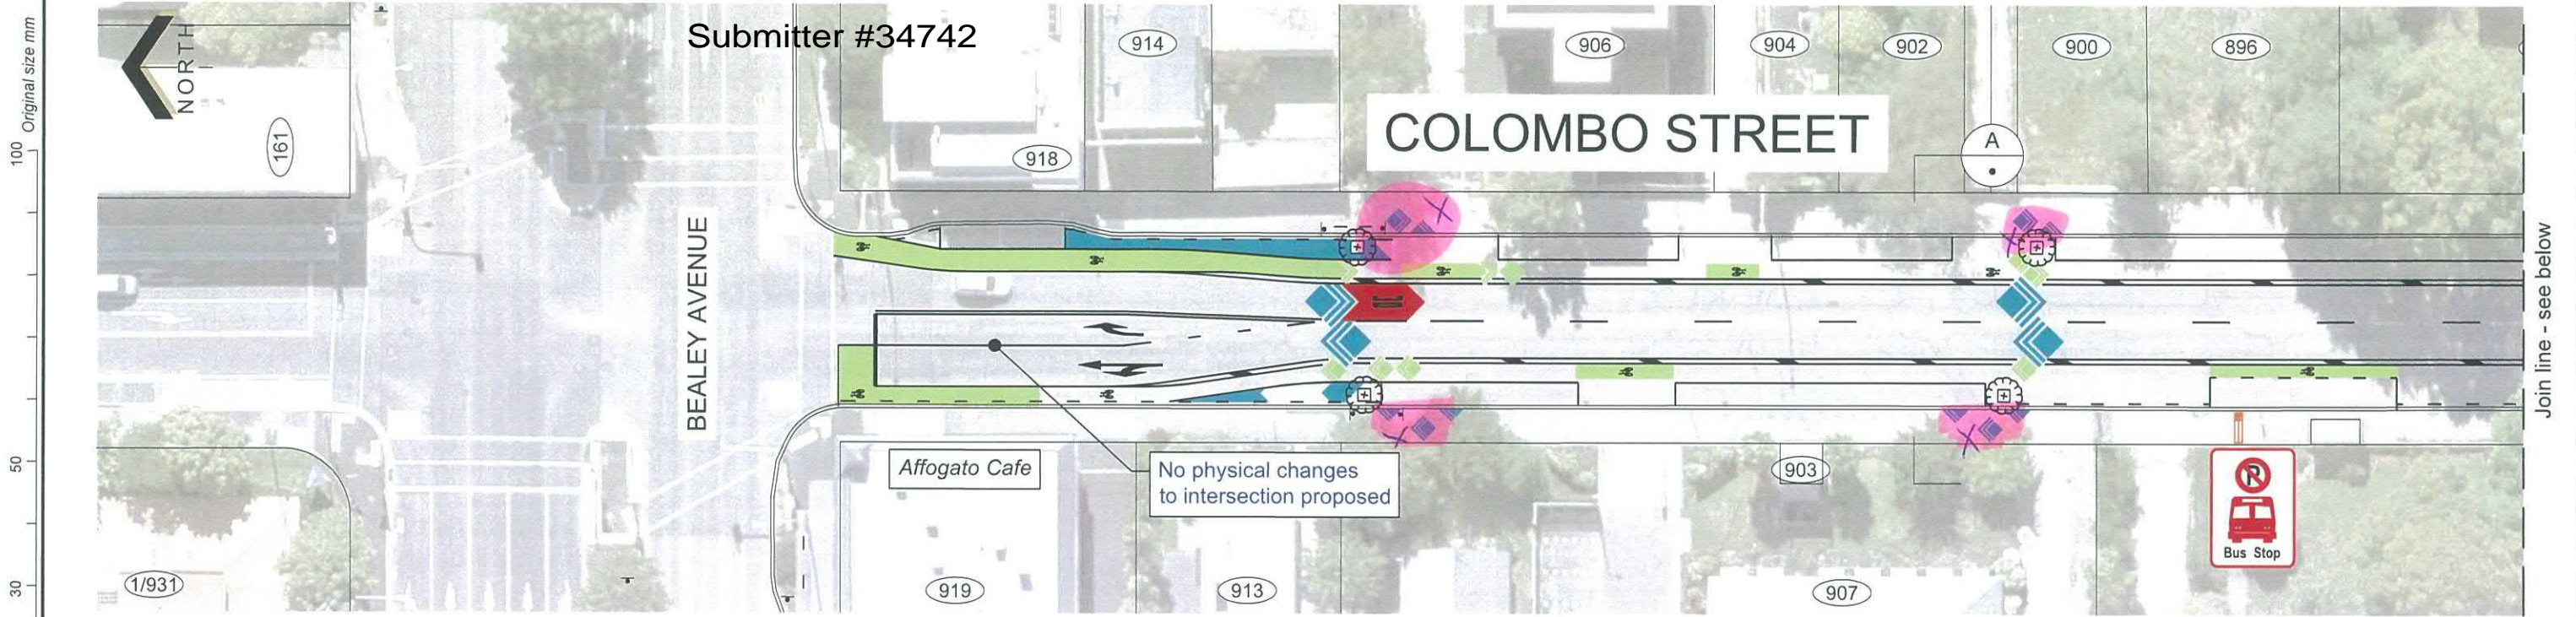 Submitter #34742
NORTH
100 Original size mm
50
30
161
914
906
904
902
900
896
918
COLOMBO STREET
A
BEALEY AVENUE
Affogato Cafe
No physical changes
to intersection proposed
903
P
Bus Stop
1/931
919
913
907
Join line - see below